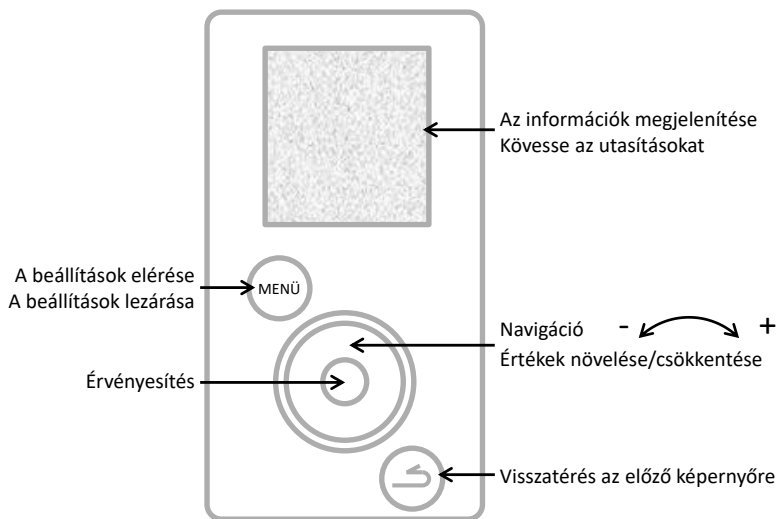 Az információk megjelenítése
Kövesse az utasításokat
A beállítások elérése
A beállítások lezárása
MENÜ
Navigáció - +
Értékek növelése/csökkentése
Érvényesítés
Visszatérés az előző képernyőre